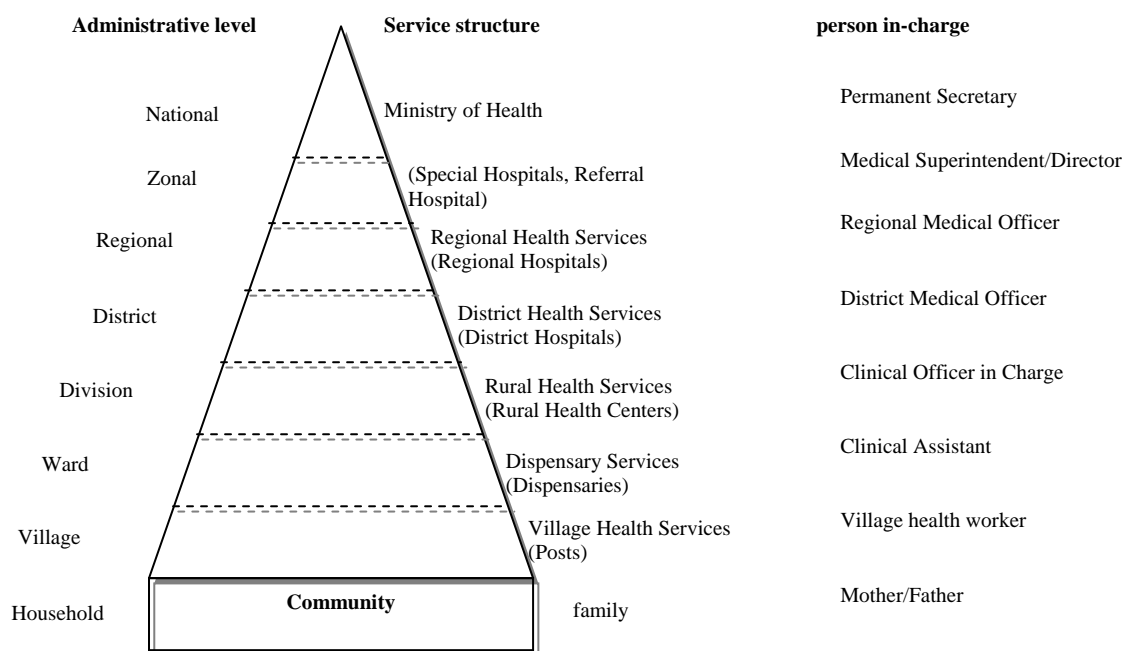 Administrative level Service structure person in-charge
National Ministry of Health Permanent Secretary
Zonal (Special Hospitals, Referral
Hospital) Medical Superintendent/Director
Regional Regional Health Services
(Regional Hospitals) Regional Medical Officer
District District Health Services
(District Hospitals) District Medical Officer
Division Rural Health Services
(Rural Health Centers) Clinical Officer in Charge
Ward Dispensary Services
(Dispensaries) Clinical Assistant
Village Village Health Services
(Posts) Village health worker
Household Community family Mother/Father